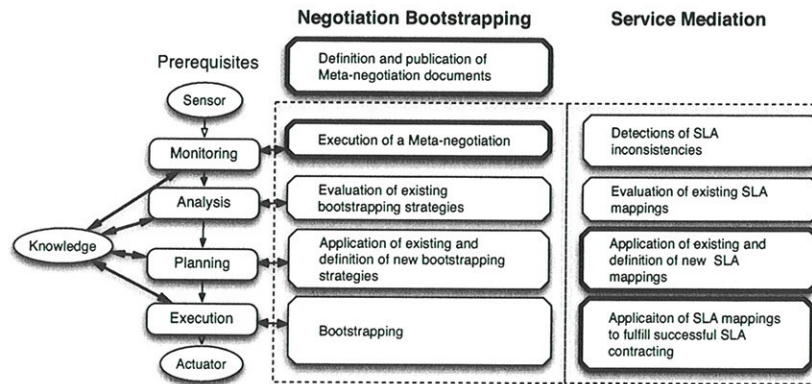 Negotiation Bootstrapping
Service Mediation
Prerequisites
Definition and publication of
Meta-negotiation documents
Sensor
Monitoring
Execution of a Meta-negotiation
Detections of SLA
inconsistencies
Analysis
Evaluation of existing
bootstrapping strategies
Evaluation of existing SLA
mappings
Knowledge
Planning
Application of existing and
definition of new bootstrapping
strategies
Application of existing and
definition of new SLA
mappings
Execution
Bootstrapping
Applicaiton of SLA mappings
to fulfill successful SLA
contracting
Actuator